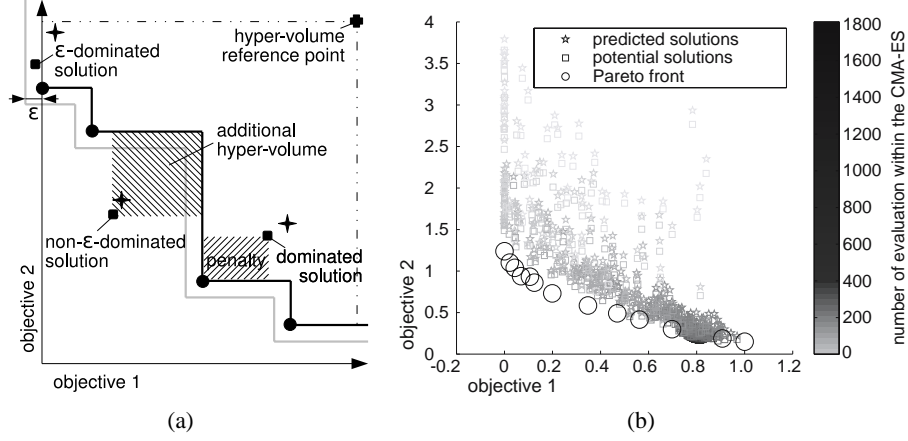 hyper-volume
reference point
ε-dominated
solution
ε
additional
hyper-volume
non-ε-dominated
solution
penalty
dominated
solution
objective 2
objective 1
(a)
4
3.5
3
2.5
2
1.5
1
0.5
0
objective 2
predicted solutions
potential solutions
Pareto front
-0.2
0
0.2
0.4
0.6
0.8
1.0
1.2
objective 1
1800
1600
1400
1200
1000
800
600
400
200
0
number of evaluation within the CMA-ES
(b)